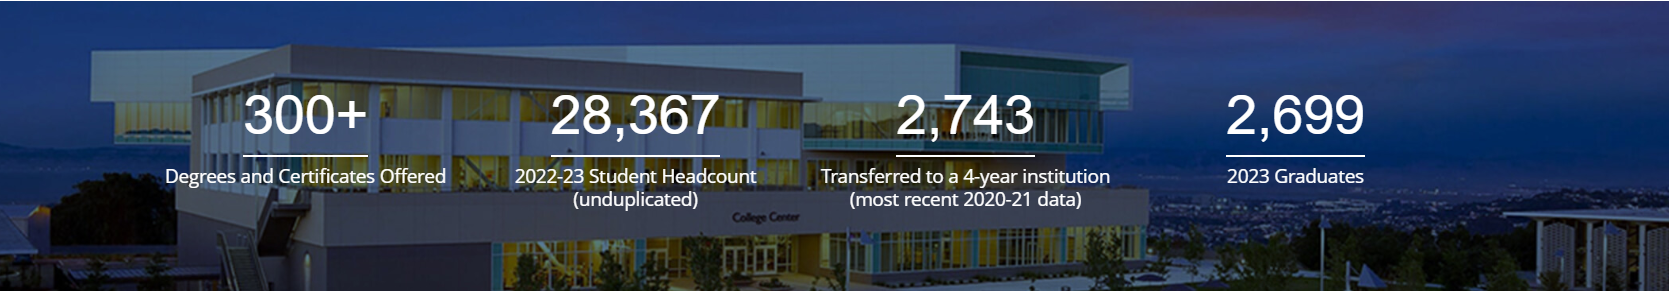 300+
Degrees and Certificates Offered
28,367
2022-23 Student Headcount
(unduplicated)
2,743
Transferred to a 4-year institution
(most recent 2020-21 data)
2,699
2023 Graduates
College Center